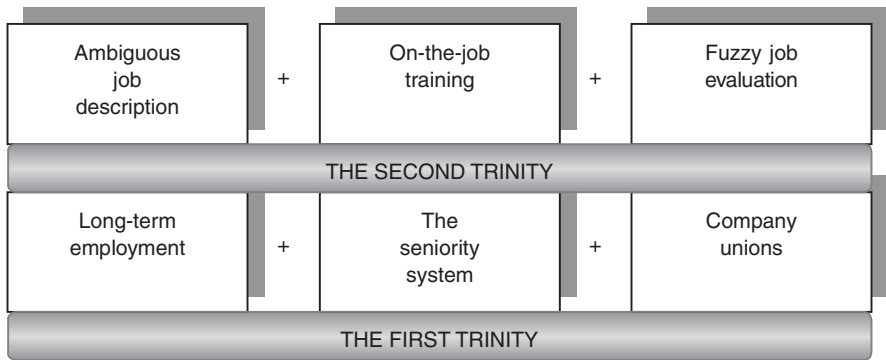 Ambiguous
job
description
+
On-the-job
training
+
Fuzzy job
evaluation
THE SECOND TRINITY
Long-term
employment
+
The
seniority
system
+
Company
unions
THE FIRST TRINITY